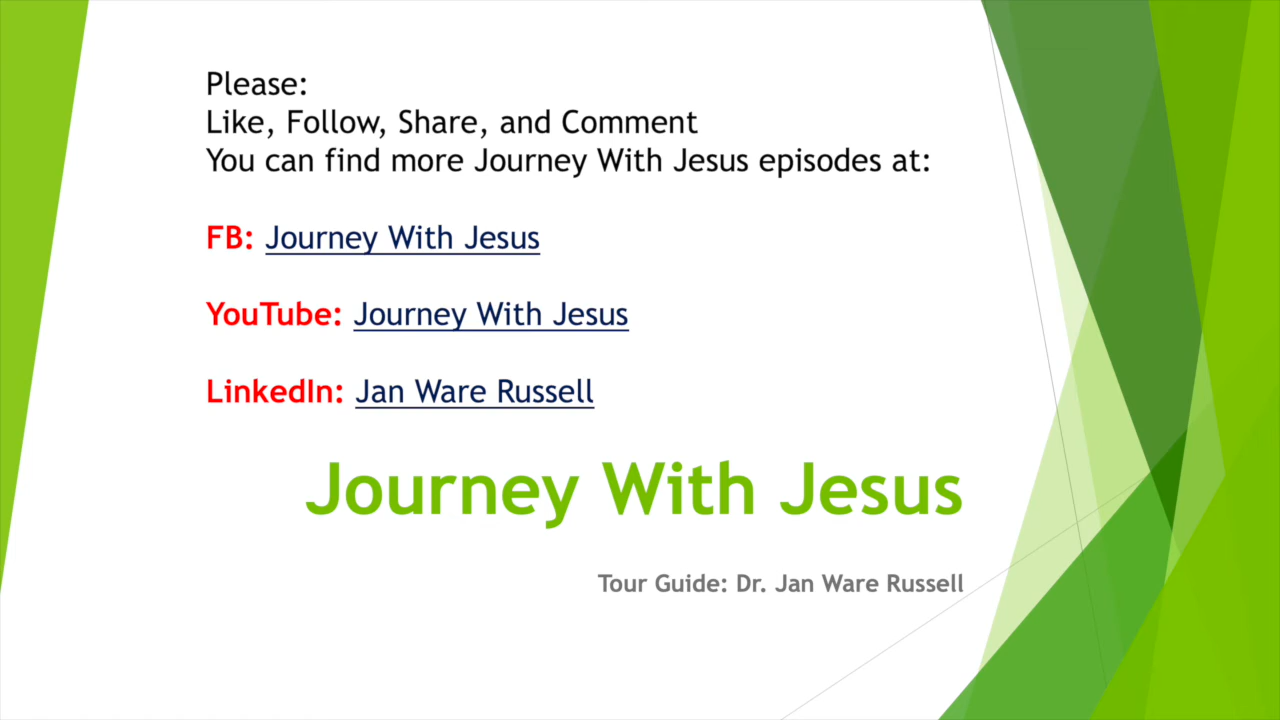 Please:
Like, Follow, Share, and Comment
You can find more Journey With Jesus episodes at:
FB: Journey With Jesus
YouTube: Journey With Jesus
LinkedIn: Jan Ware Russell
Journey With Jesus
Tour Guide: Dr. Jan Ware Russell